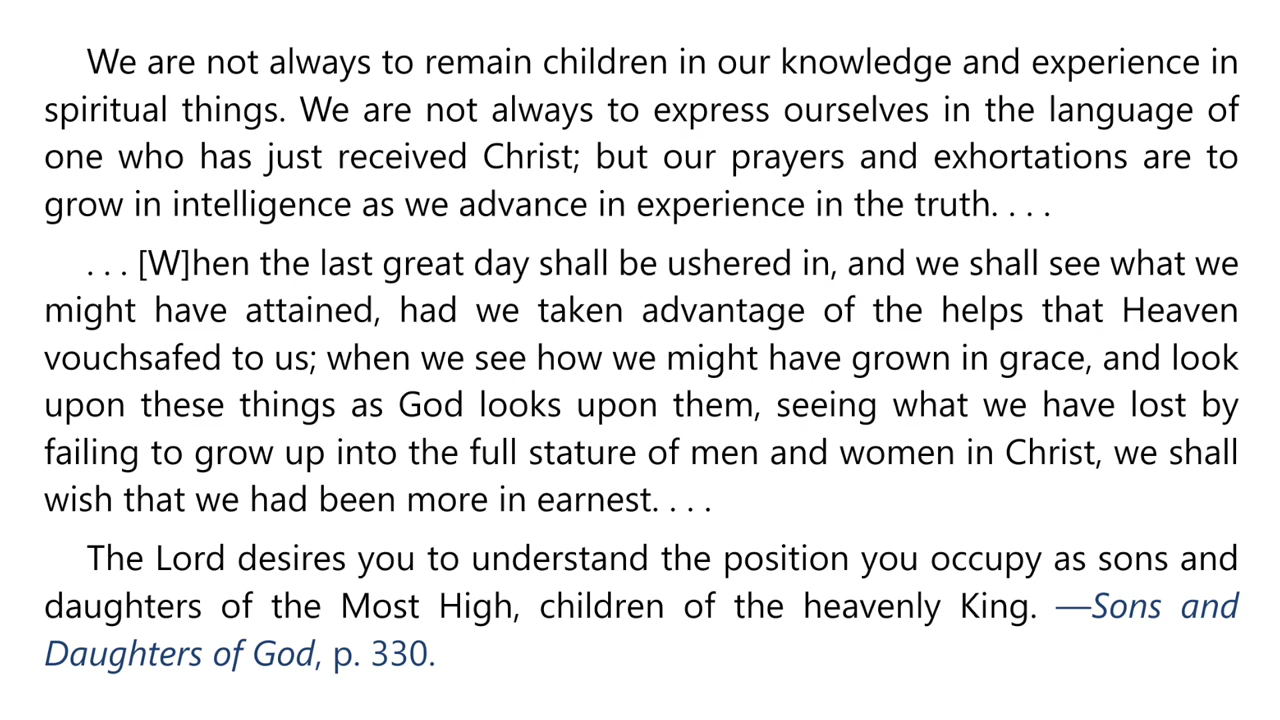 We are not always to remain children in our knowledge and experience in
spiritual things. We are not always to express ourselves in the language of
one who has just received Christ; but our prayers and exhortations are to
grow in intelligence as we advance in experience in the truth. . . .
. . . [W]hen the last great day shall be ushered in, and we shall see what we
might have attained, had we taken advantage of the helps that Heaven
vouchsafed to us; when we see how we might have grown in grace, and look
upon these things as God looks upon them, seeing what we have lost by
failing to grow up into the full stature of men and women in Christ, we shall
wish that we had been more in earnest. . . .
The Lord desires you to understand the position you occupy as sons and
daughters of the Most High, children of the heavenly King. —Sons and
Daughters of God, p. 330.